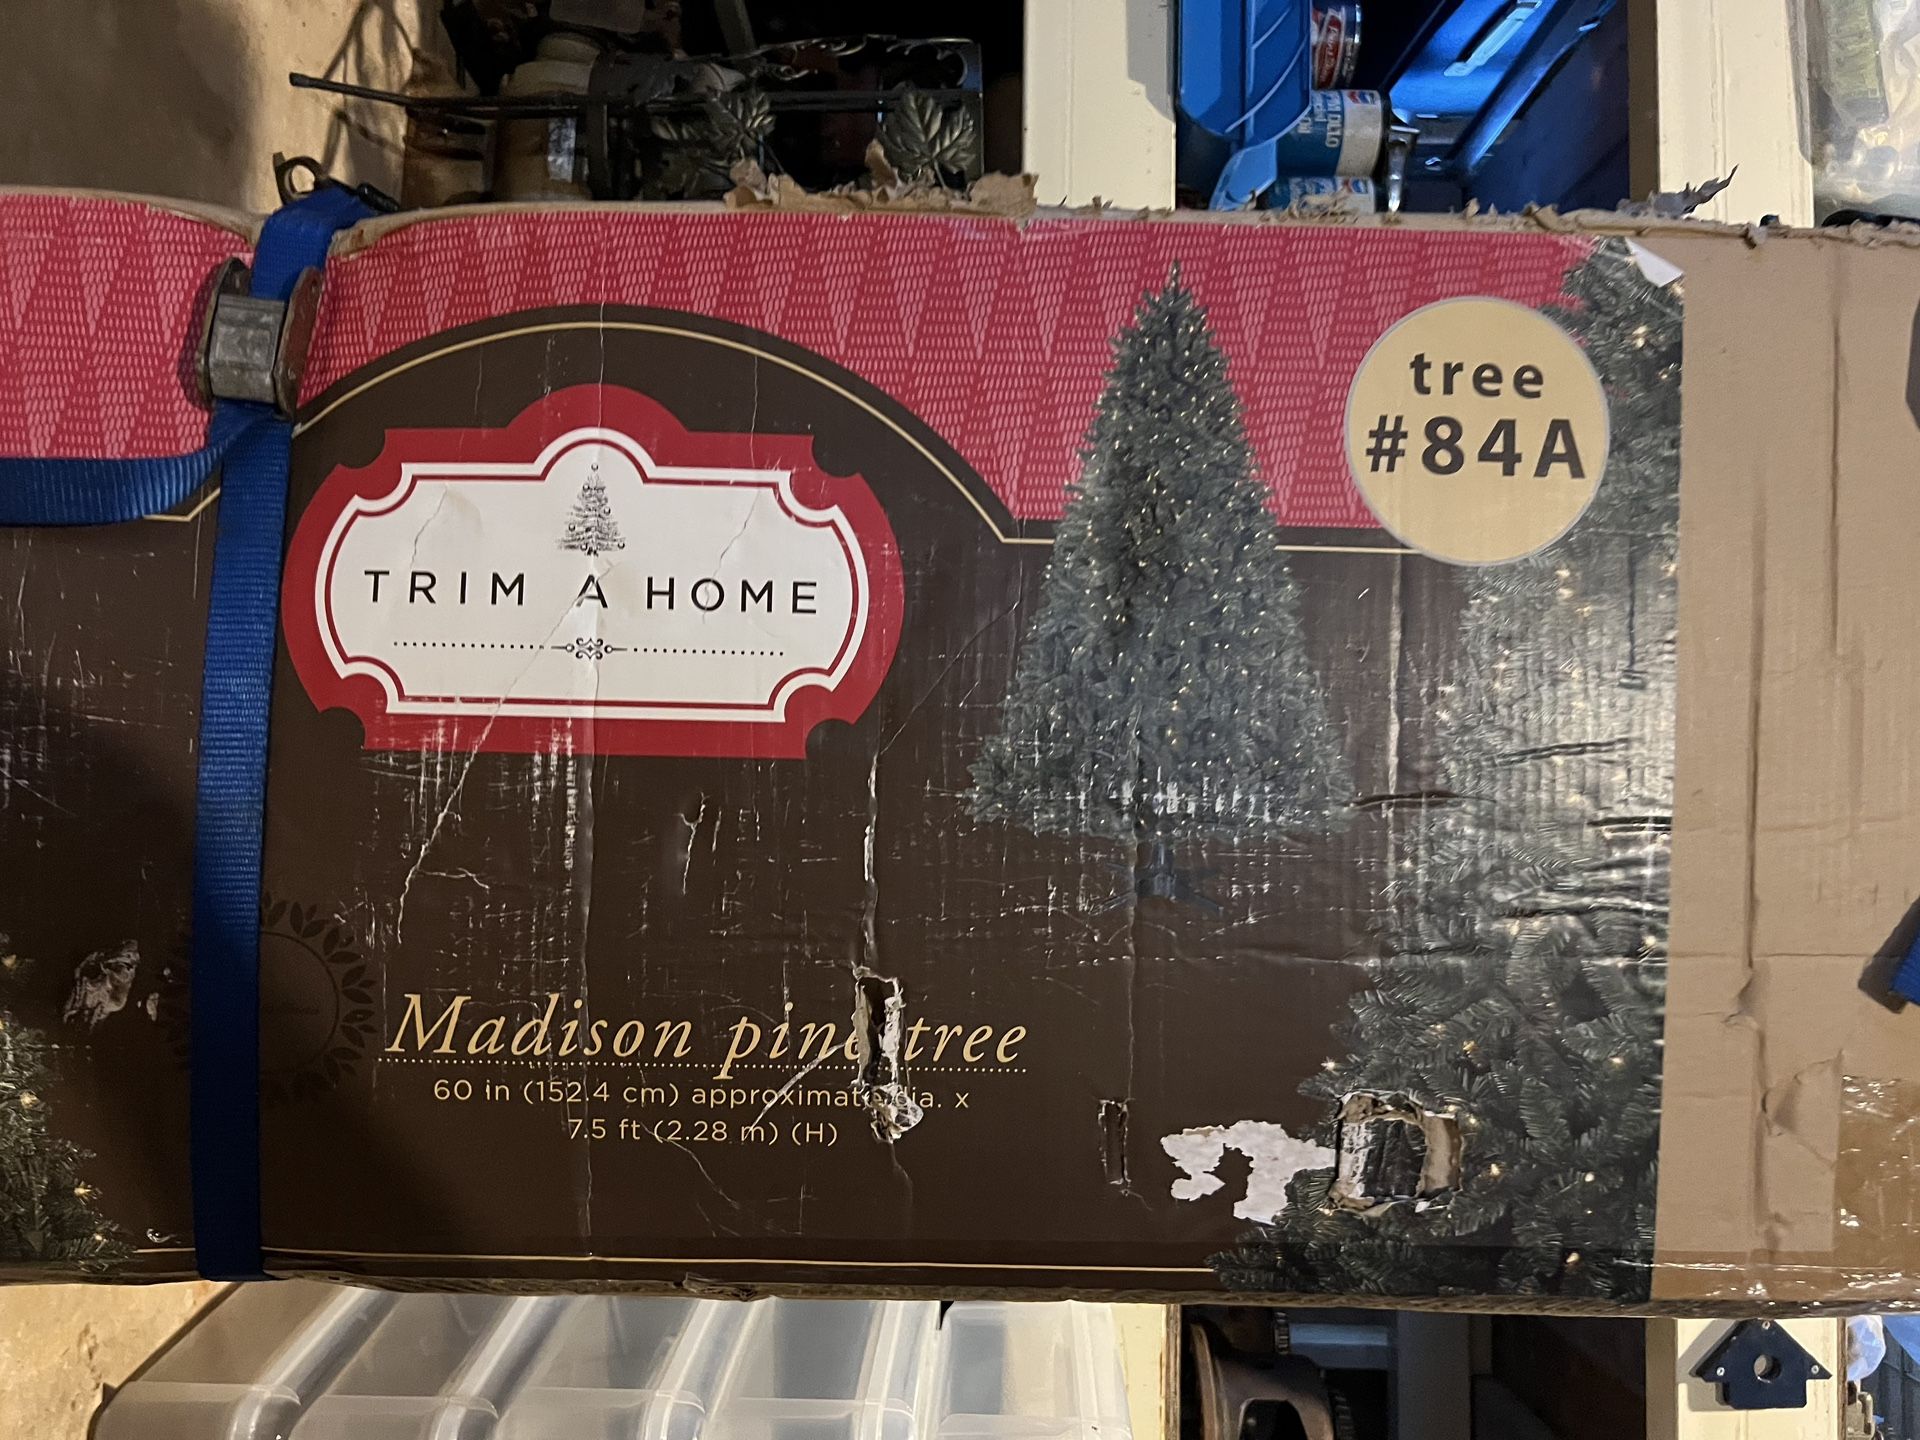 tree
#84A
TRIM A HOME
Madison pine tree
60 in (152.4 cm) approximate dia. x
7.5 ft (2.28 m) (H)